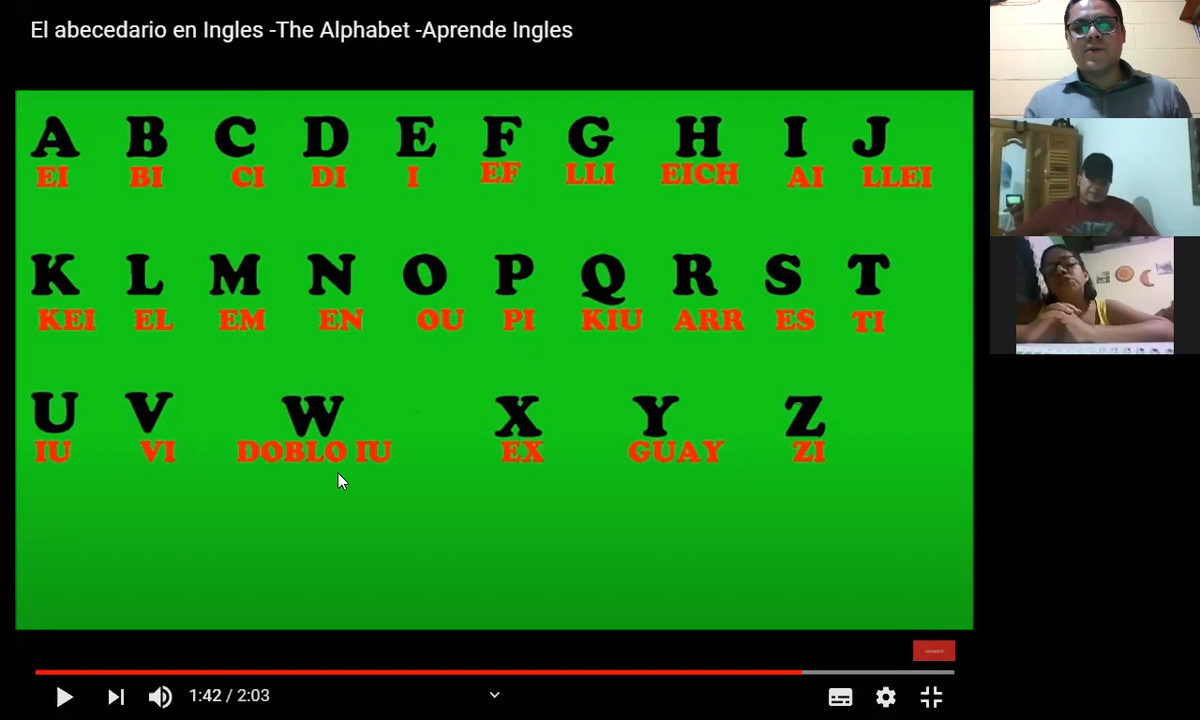 El abecedario en Ingles -The Alphabet -Aprende Ingles
A B C D E F G H I J
EI BI CI DI I EF LLI EICH AI LLEI
K L M N O P Q R S T
KEI EL EM EN OU PI KIU ARR ES TI
U V W X Y Z
IU VI DOBLO IU EX GUAY ZI
1:42 / 2:03